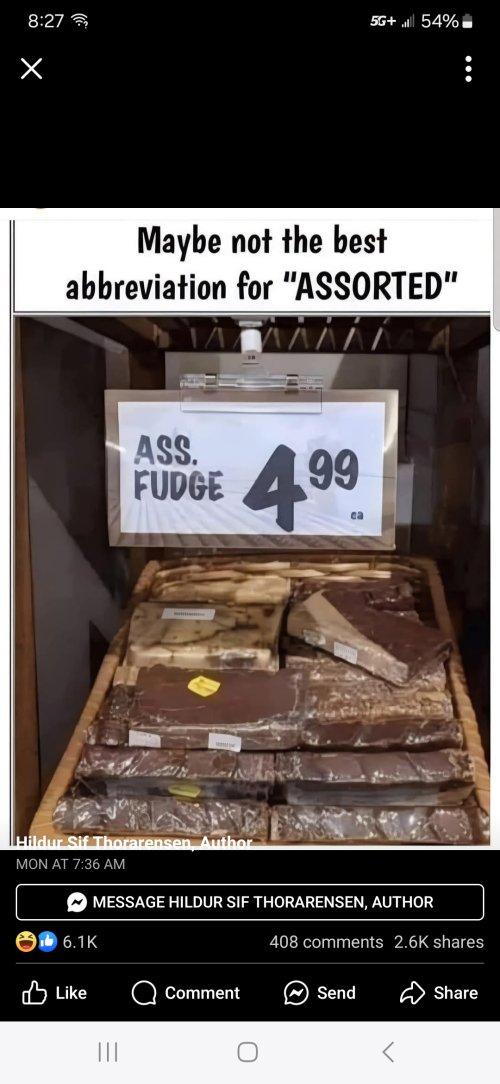 8:27
5G+ 54%
Maybe not the best
abbreviation for "ASSORTED"
ASS.
FUDGE
4.99
ea
Hildur Sif Thorarensen, Author
MON AT 7:36 AM
MESSAGE HILDUR SIF THORARENSEN, AUTHOR
6.1K
408 comments 2.6K shares
Like
Comment
Send
Share